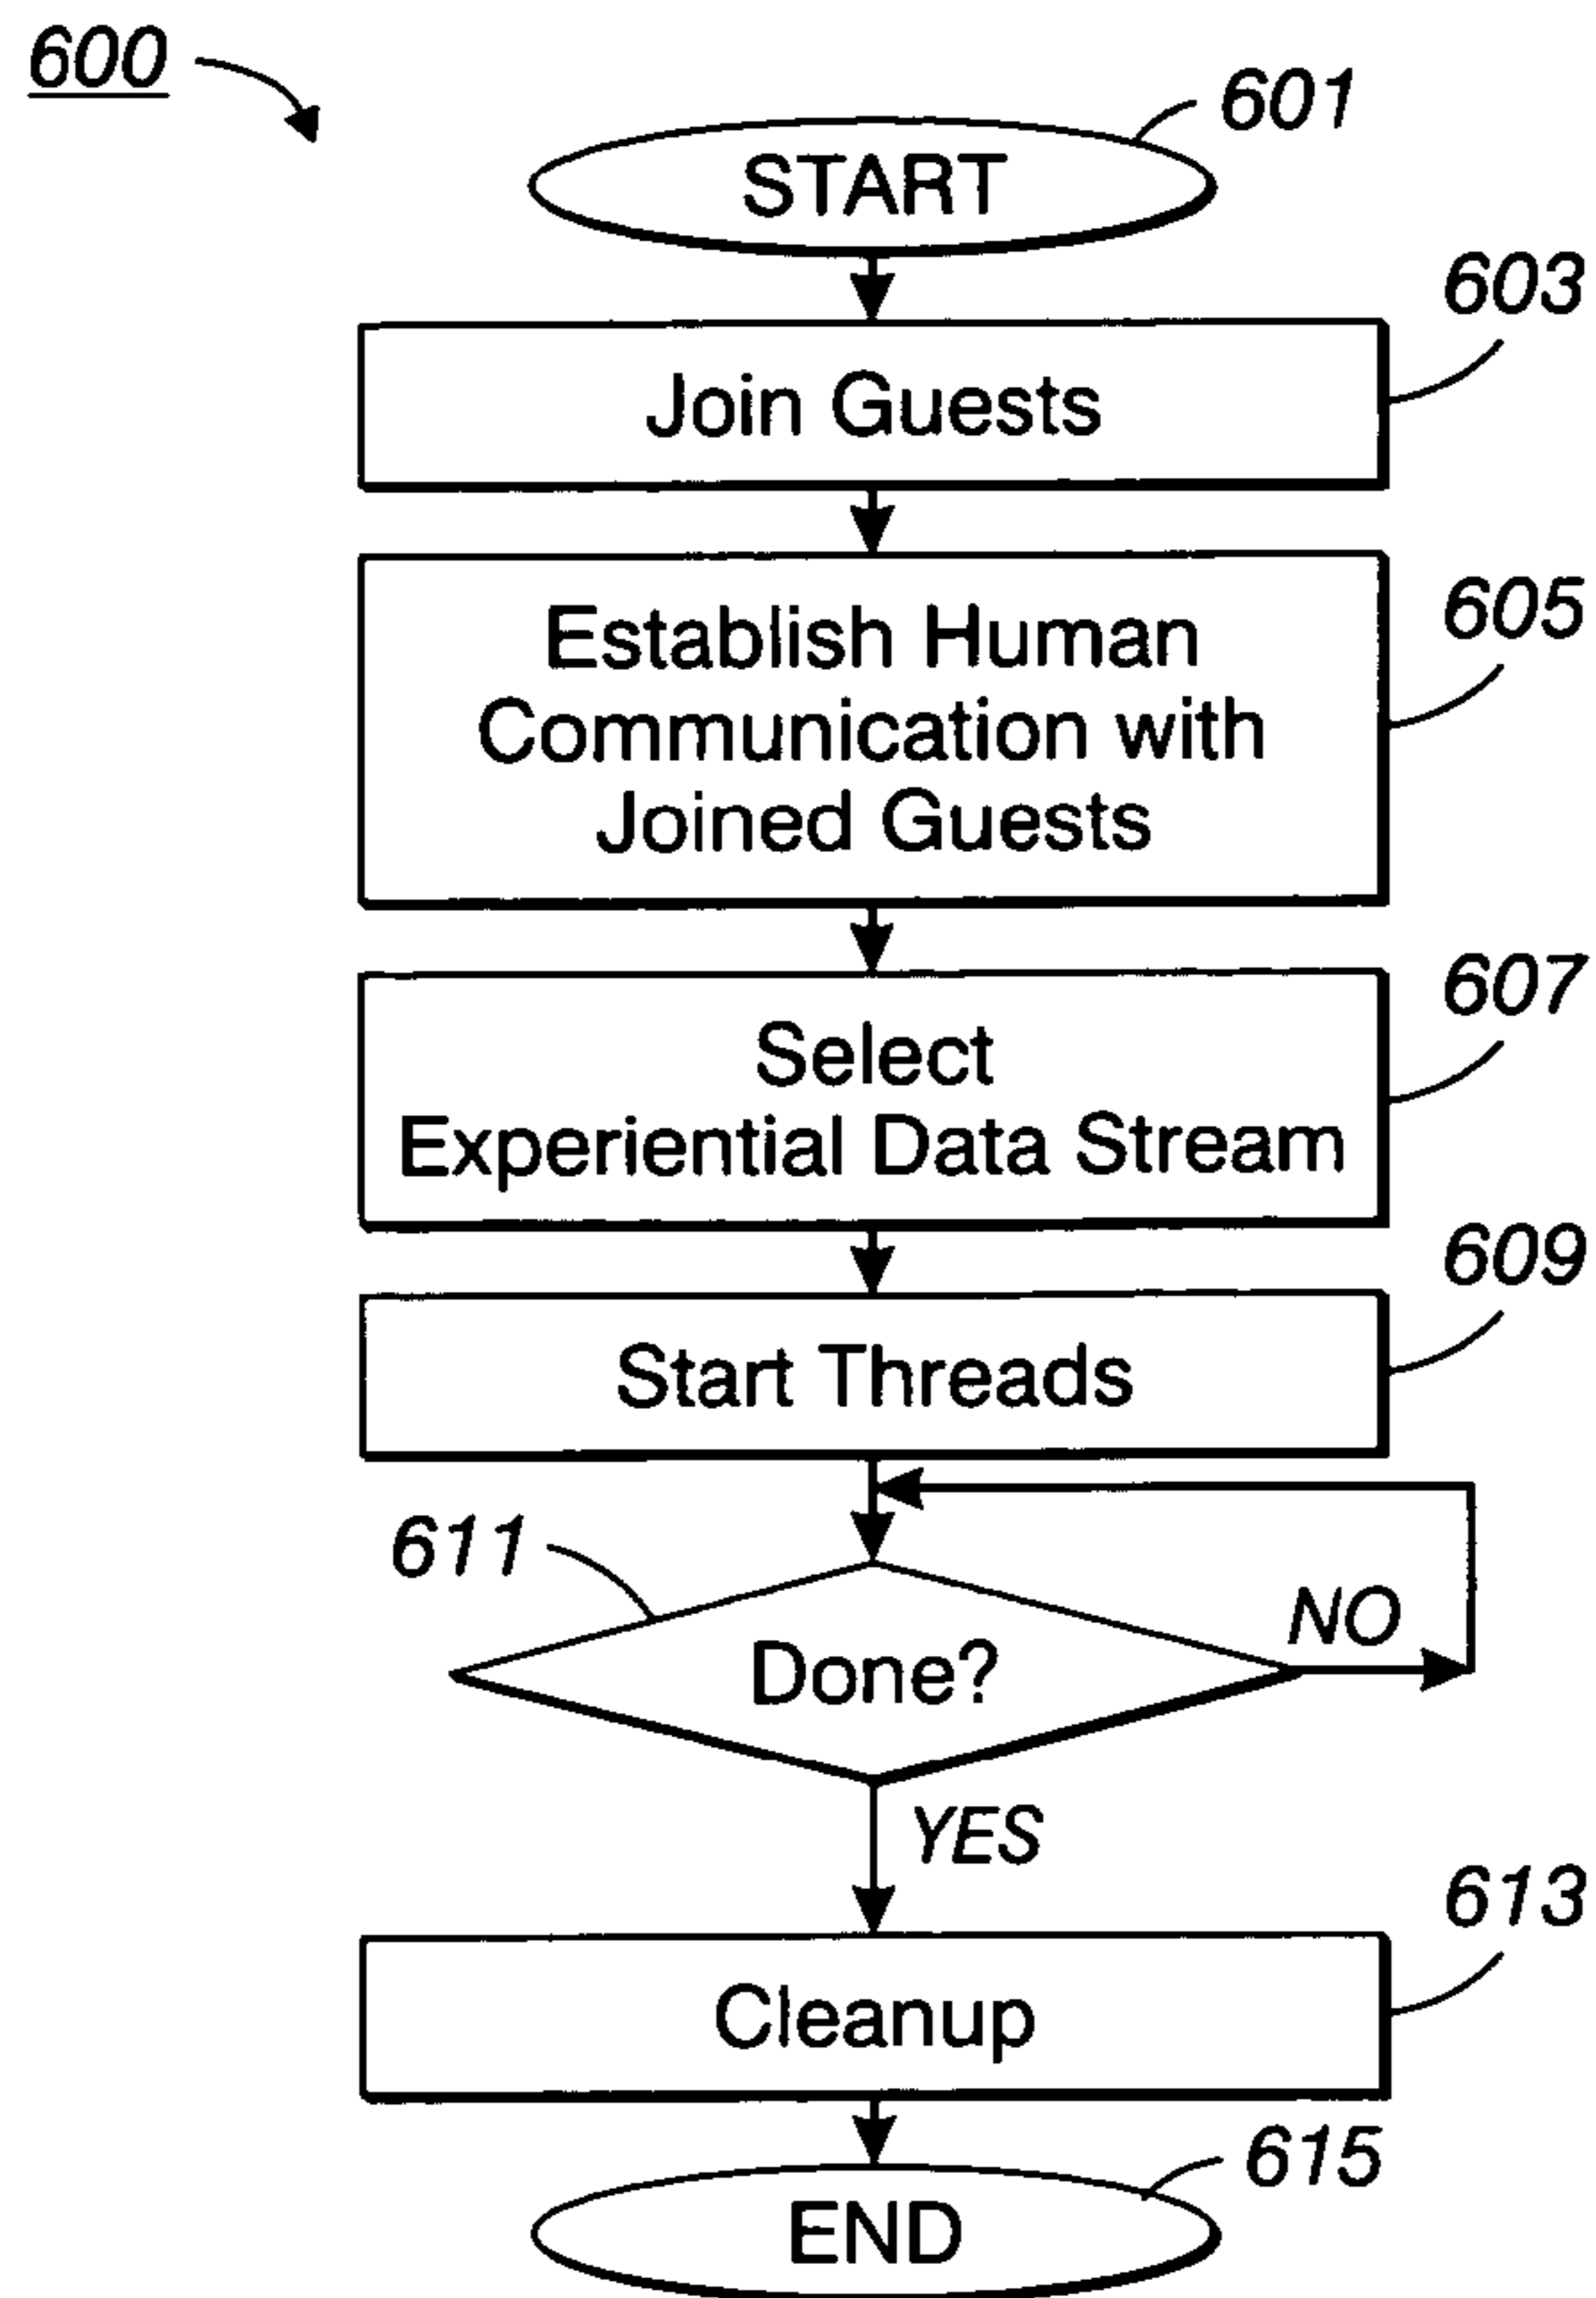 600
601
START
603
Join Guests
605
Establish Human
Communication with
Joined Guests
607
Select
Experiential Data Stream
609
Start Threads
611
Done?
NO
YES
613
Cleanup
615
END